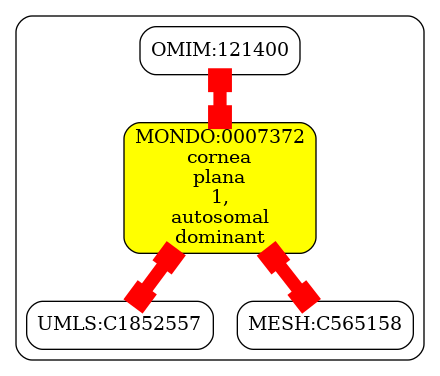 OMIM:121400
MONDO:0007372
cornea
plana
1,
autosomal
dominant
UMLS:C1852557
MESH:C565158